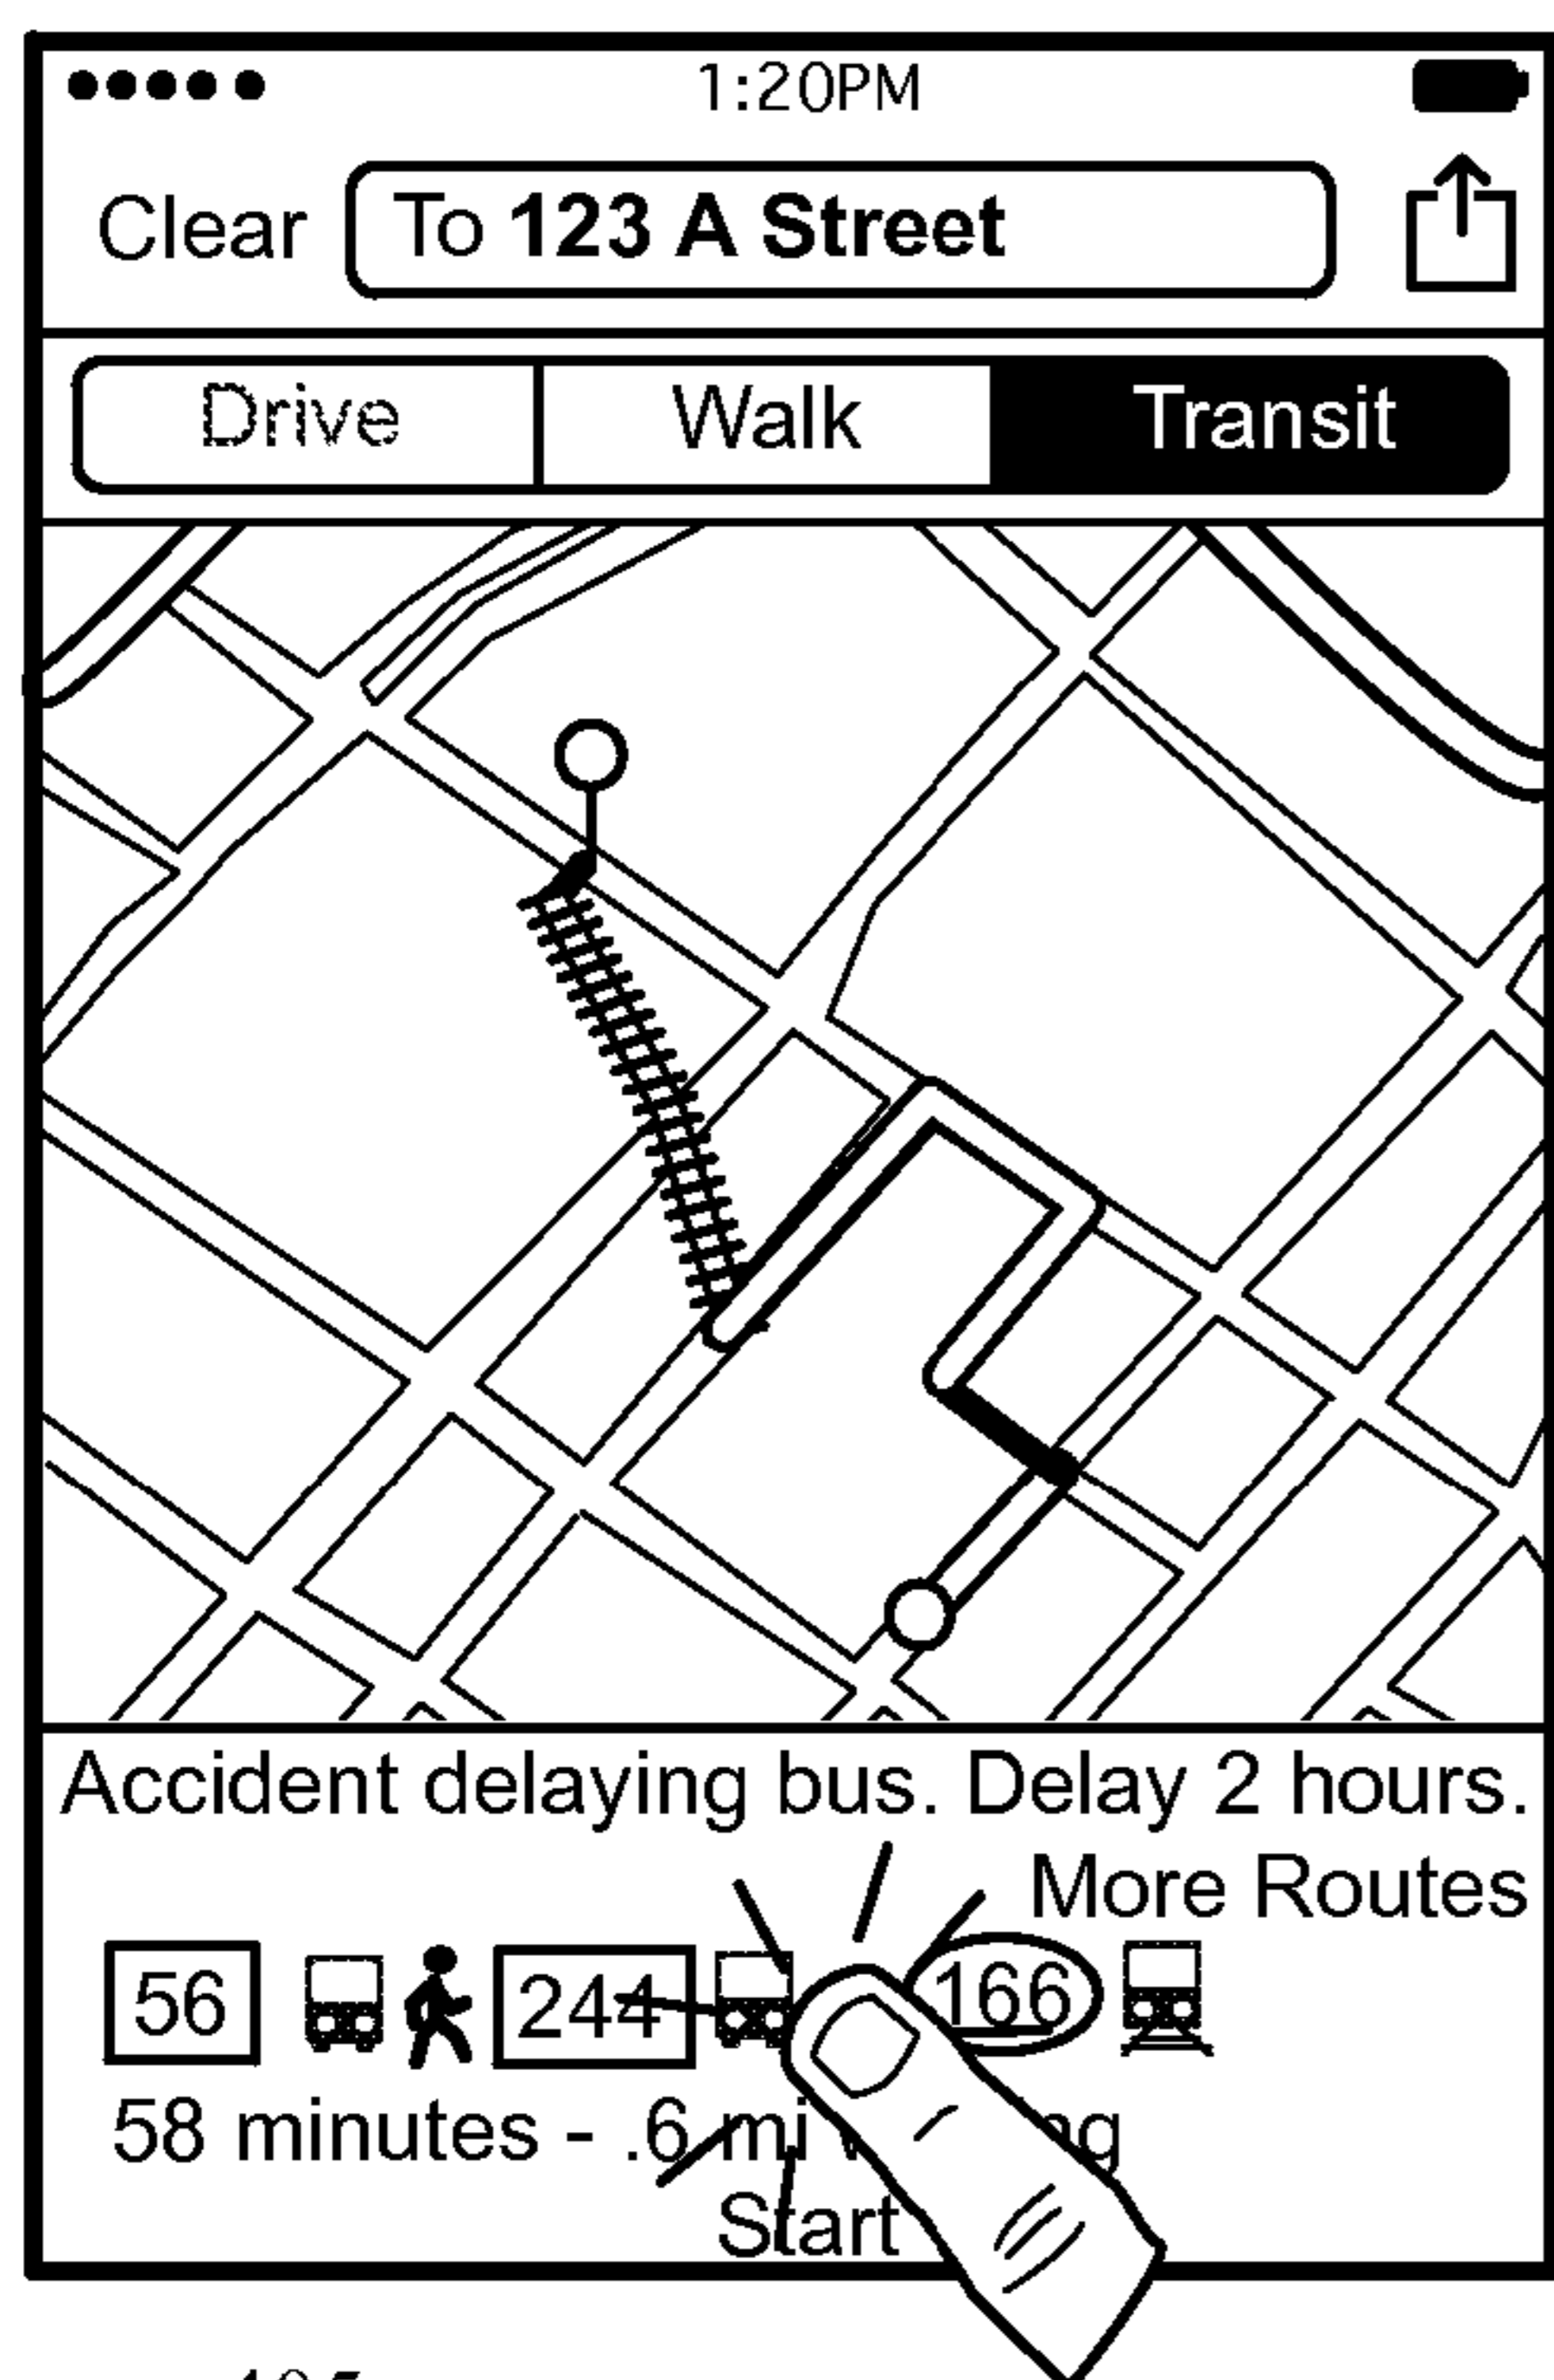 1:20PM
Clear To 123 A Street
Drive Walk Transit
Accident delaying bus. Delay 2 hours.
More Routes
56 244 166
58 minutes - .6 mi
Start